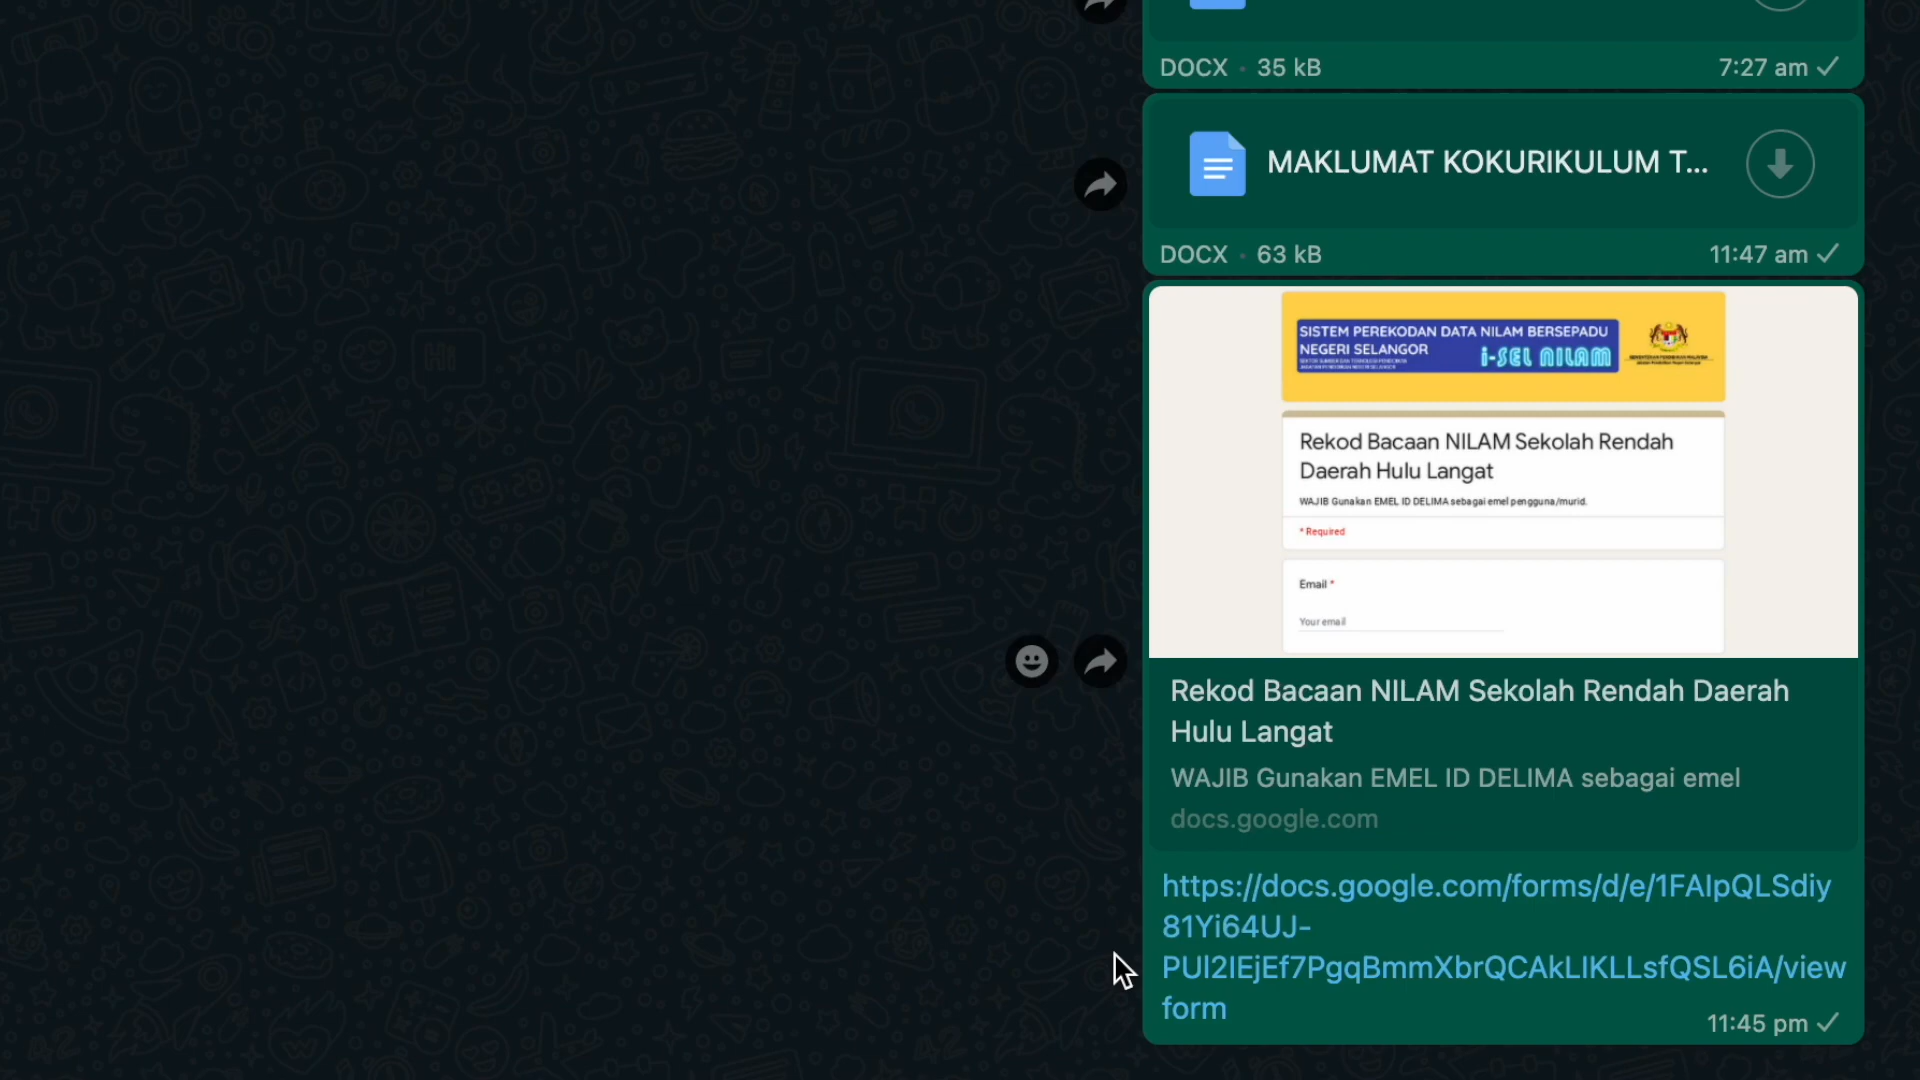 DOCX • 35 kB
7:27 am
MAKLUMAT KOKURIKULUM T...
DOCX • 63 kB
11:47 am
SISTEM PEREKODAN DATA NILAM BERSEPADU
NEGERI SELANGOR
i-SEL NILAM
Rekod Bacaan NILAM Sekolah Rendah
Daerah Hulu Langat
WAJIB Gunakan EMEL ID DELIMA sebagai emel pengguna/murid.
* Required
Email *
Your email
Rekod Bacaan NILAM Sekolah Rendah Daerah
Hulu Langat
WAJIB Gunakan EMEL ID DELIMA sebagai emel
docs.google.com
https://docs.google.com/forms/d/e/1FAIpQLSdiy
81Yi64UJ-
PUl2IEjEf7PgqBmmXbrQCAkLIKLLsfQSL6iA/view
form
11:45 pm